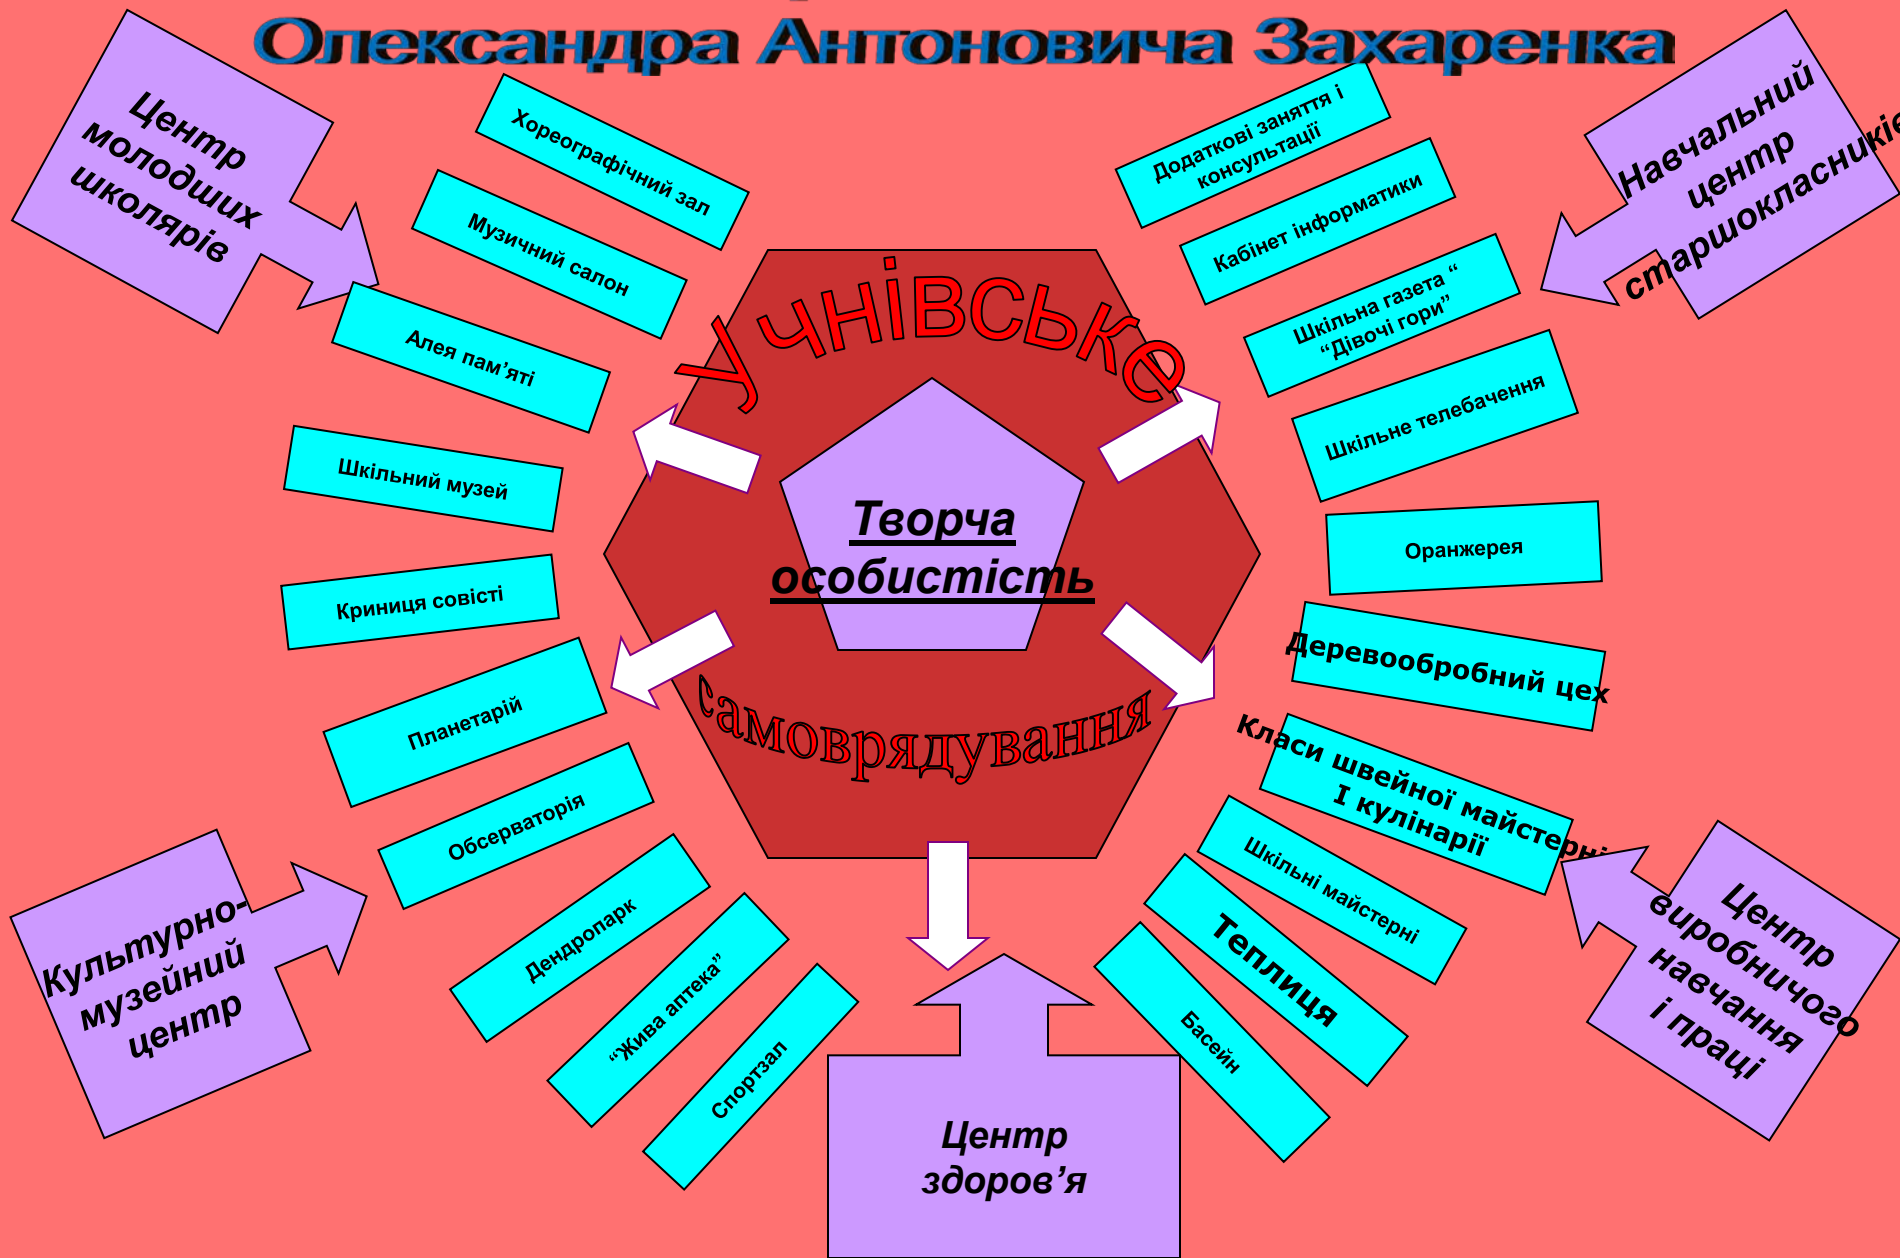 Олександра Антоновича Захаренка
Центр
молодших
школярів
Хореографічний зал
Музичний салон
Алея пам’яті
Шкільний музей
Криниця совісті
Планетарій
Обсерваторія
Дендропарк
“Жива аптека”
Спортзал
Культурно-
музейний
центр
Учнівське
Творча
особистість
самоврядування
Центр
здоров’я
Додаткові заняття і
консультації
Кабінет інформатики
Шкільна газета “
“Дівочі гори”
Шкільне телебачення
Оранжерея
Деревообробний цех
Класи швейної майстерні
І кулінарії
Шкільні майстерні
Теплиця
Басейн
Навчальний
центр
старшокласників
Центр
виробничого
навчання
і праці